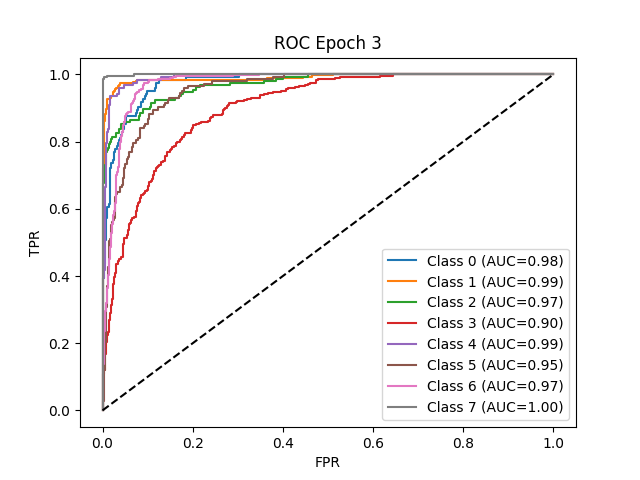 ROC Epoch 3
TPR
1.0
0.8
0.6
0.4
0.2
0.0
Class 0 (AUC=0.98)
Class 1 (AUC=0.99)
Class 2 (AUC=0.97)
Class 3 (AUC=0.90)
Class 4 (AUC=0.99)
Class 5 (AUC=0.95)
Class 6 (AUC=0.97)
Class 7 (AUC=1.00)
0.0 0.2 0.4 0.6 0.8 1.0
FPR